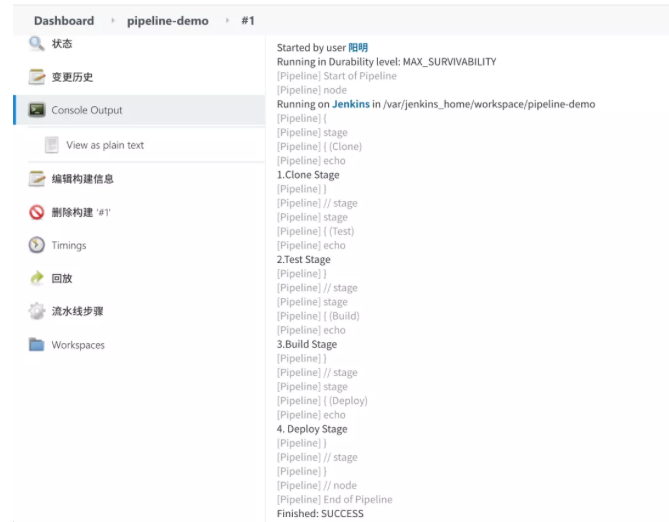 Dashboard › pipeline-demo › #1
状态
变更历史
Console Output
View as plain text
编辑构建信息
删除构建 '#1'
Timings
回放
流水线步骤
Workspaces
Started by user 阳明
Running in Durability level: MAX_SURVIVABILITY
[Pipeline] Start of Pipeline
[Pipeline] node
Running on Jenkins in /var/jenkins_home/workspace/pipeline-demo
[Pipeline] {
[Pipeline] stage
[Pipeline] { (Clone)
[Pipeline] echo
1.Clone Stage
[Pipeline] }
[Pipeline] // stage
[Pipeline] stage
[Pipeline] { (Test)
[Pipeline] echo
2.Test Stage
[Pipeline] }
[Pipeline] // stage
[Pipeline] stage
[Pipeline] { (Build)
[Pipeline] echo
3.Build Stage
[Pipeline] }
[Pipeline] // stage
[Pipeline] stage
[Pipeline] { (Deploy)
[Pipeline] echo
4. Deploy Stage
[Pipeline] }
[Pipeline] // stage
[Pipeline] }
[Pipeline] // node
[Pipeline] End of Pipeline
Finished: SUCCESS